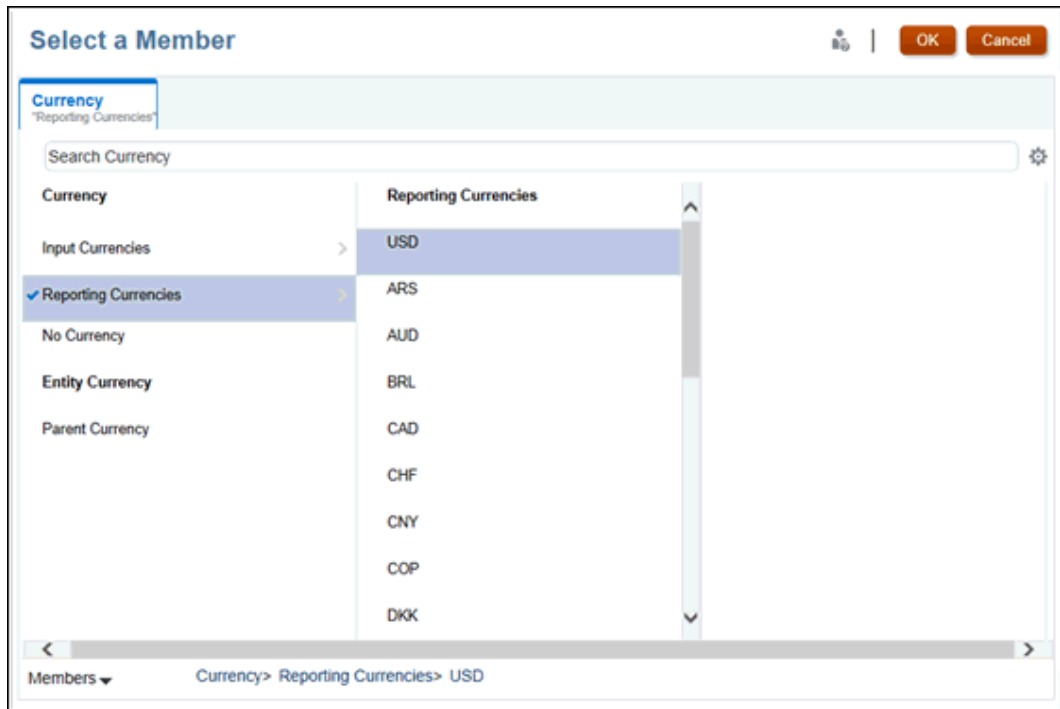 Select a Member
OK
Cancel
Currency
"Reporting Currencies"
Search Currency
Currency
Input Currencies
Reporting Currencies
No Currency
Entity Currency
Parent Currency
Reporting Currencies
USD
ARS
AUD
BRL
CAD
CHF
CNY
COP
DKK
Members
Currency> Reporting Currencies> USD